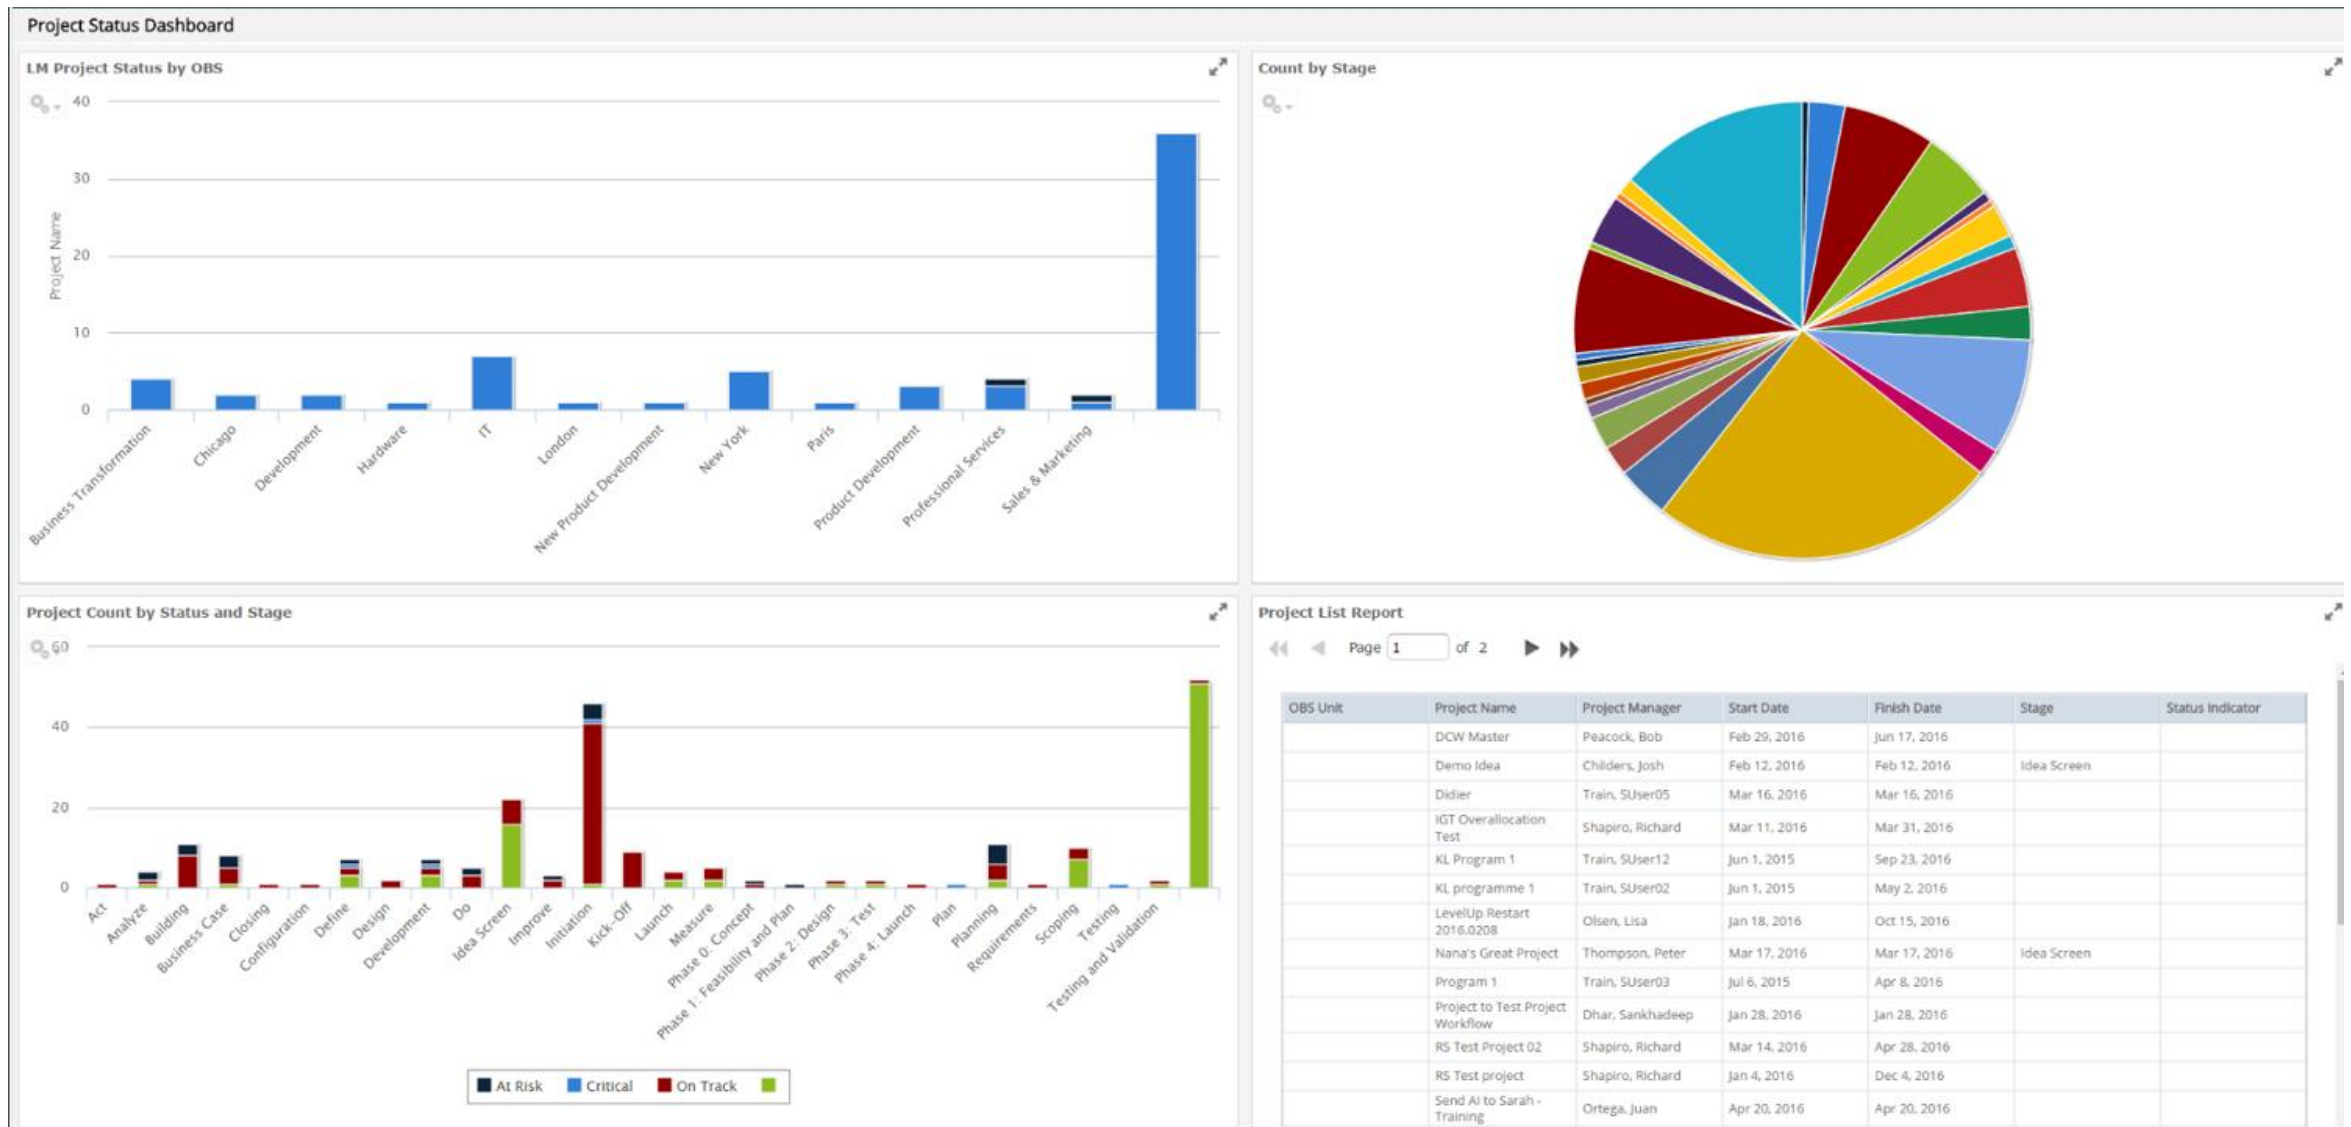 Project Status Dashboard
LM Project Status by OBS
40
30
20
10
0
Project Name
Business Transformation
Chicago
Development
Hardware
IT
London
New Product Development
New York
Paris
Product Development
Professional Services
Sales & Marketing
Count by Stage
Project Count by Status and Stage
60
40
20
0
Act
Analyze
Building
Business Case
Closing
Configuration
Define
Design
Development
Do
Idea Screen
Improve
Initiation
Kick-Off
Launch
Measure
Phase 0: Concept
Phase 1: Feasibility and Plan
Phase 2: Design
Phase 3: Test
Phase 4: Launch
Plan
Planning
Requirements
Scoping
Testing
Testing and Validation
At Risk Critical On Track
Project List Report
Page 1 of 2
OBS Unit Project Name Project Manager Start Date Finish Date Stage Status Indicator
DCW Master Peacock, Bob Feb 29, 2016 Jun 17, 2016
Demo Idea Childers, Josh Feb 12, 2016 Feb 12, 2016 Idea Screen
Didier Train, SUser05 Mar 16, 2016 Mar 16, 2016
IGT Overallocation
Test Shapiro, Richard Mar 11, 2016 Mar 31, 2016
KL Program 1 Train, SUser12 Jun 1, 2015 Sep 23, 2016
KL programme 1 Train, SUser02 Jun 1, 2015 May 2, 2016
LevelUp Restart
2016.0208 Olsen, Lisa Jan 18, 2016 Oct 15, 2016
Nana's Great Project Thompson, Peter Mar 17, 2016 Mar 17, 2016 Idea Screen
Program 1 Train, SUser03 Jul 6, 2015 Apr 8, 2016
Project to Test Project
Workflow Dhar, Sankhadeep Jan 28, 2016 Jan 28, 2016
RS Test Project 02 Shapiro, Richard Mar 14, 2016 Apr 28, 2016
RS Test project Shapiro, Richard Jan 4, 2016 Dec 4, 2016
Send AI to Sarah -
Training Ortega, Juan Apr 20, 2016 Apr 20, 2016